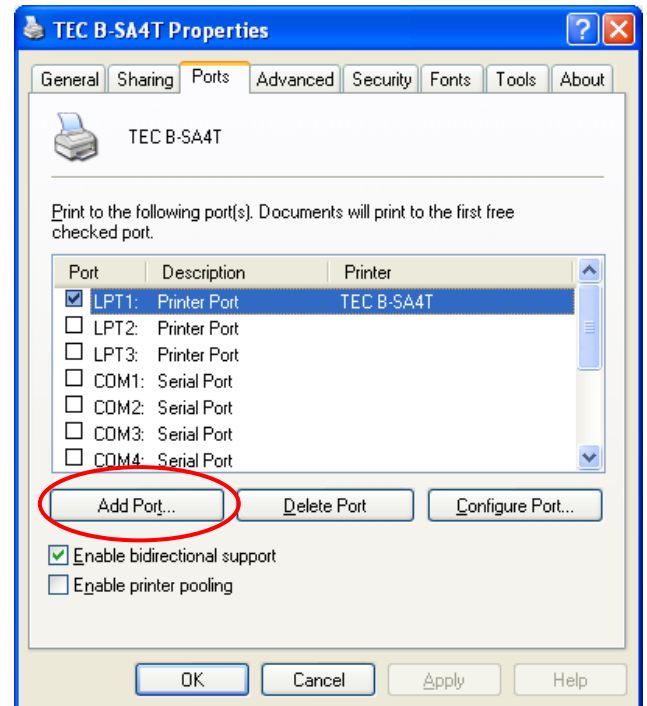 TEC B-SA4T Properties
General Sharing Ports Advanced Security Fonts Tools About
TEC B-SA4T
Print to the following port(s). Documents will print to the first free
checked port.
Port Description Printer
LPT1: Printer Port TEC B-SA4T
LPT2: Printer Port
LPT3: Printer Port
COM1: Serial Port
COM2: Serial Port
COM3: Serial Port
COM4: Serial Port
Add Port... Delete Port Configure Port...
Enable bidirectional support
Enable printer pooling
OK Cancel Apply Help